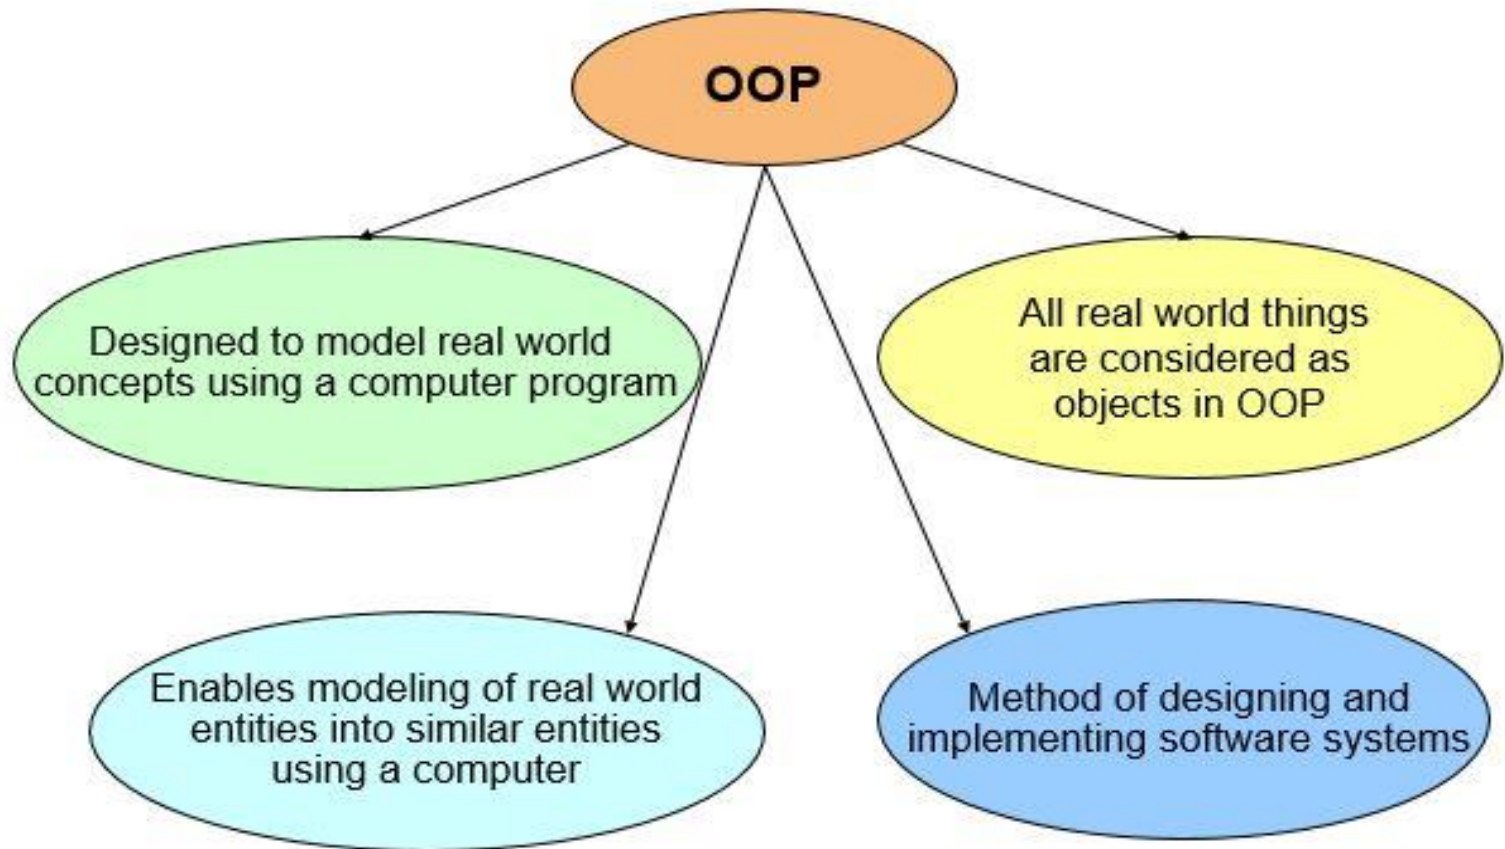 OOP
Designed to model real world
concepts using a computer program
All real world things
are considered as
objects in OOP
Enables modeling of real world
entities into similar entities
using a computer
Method of designing and
implementing software systems